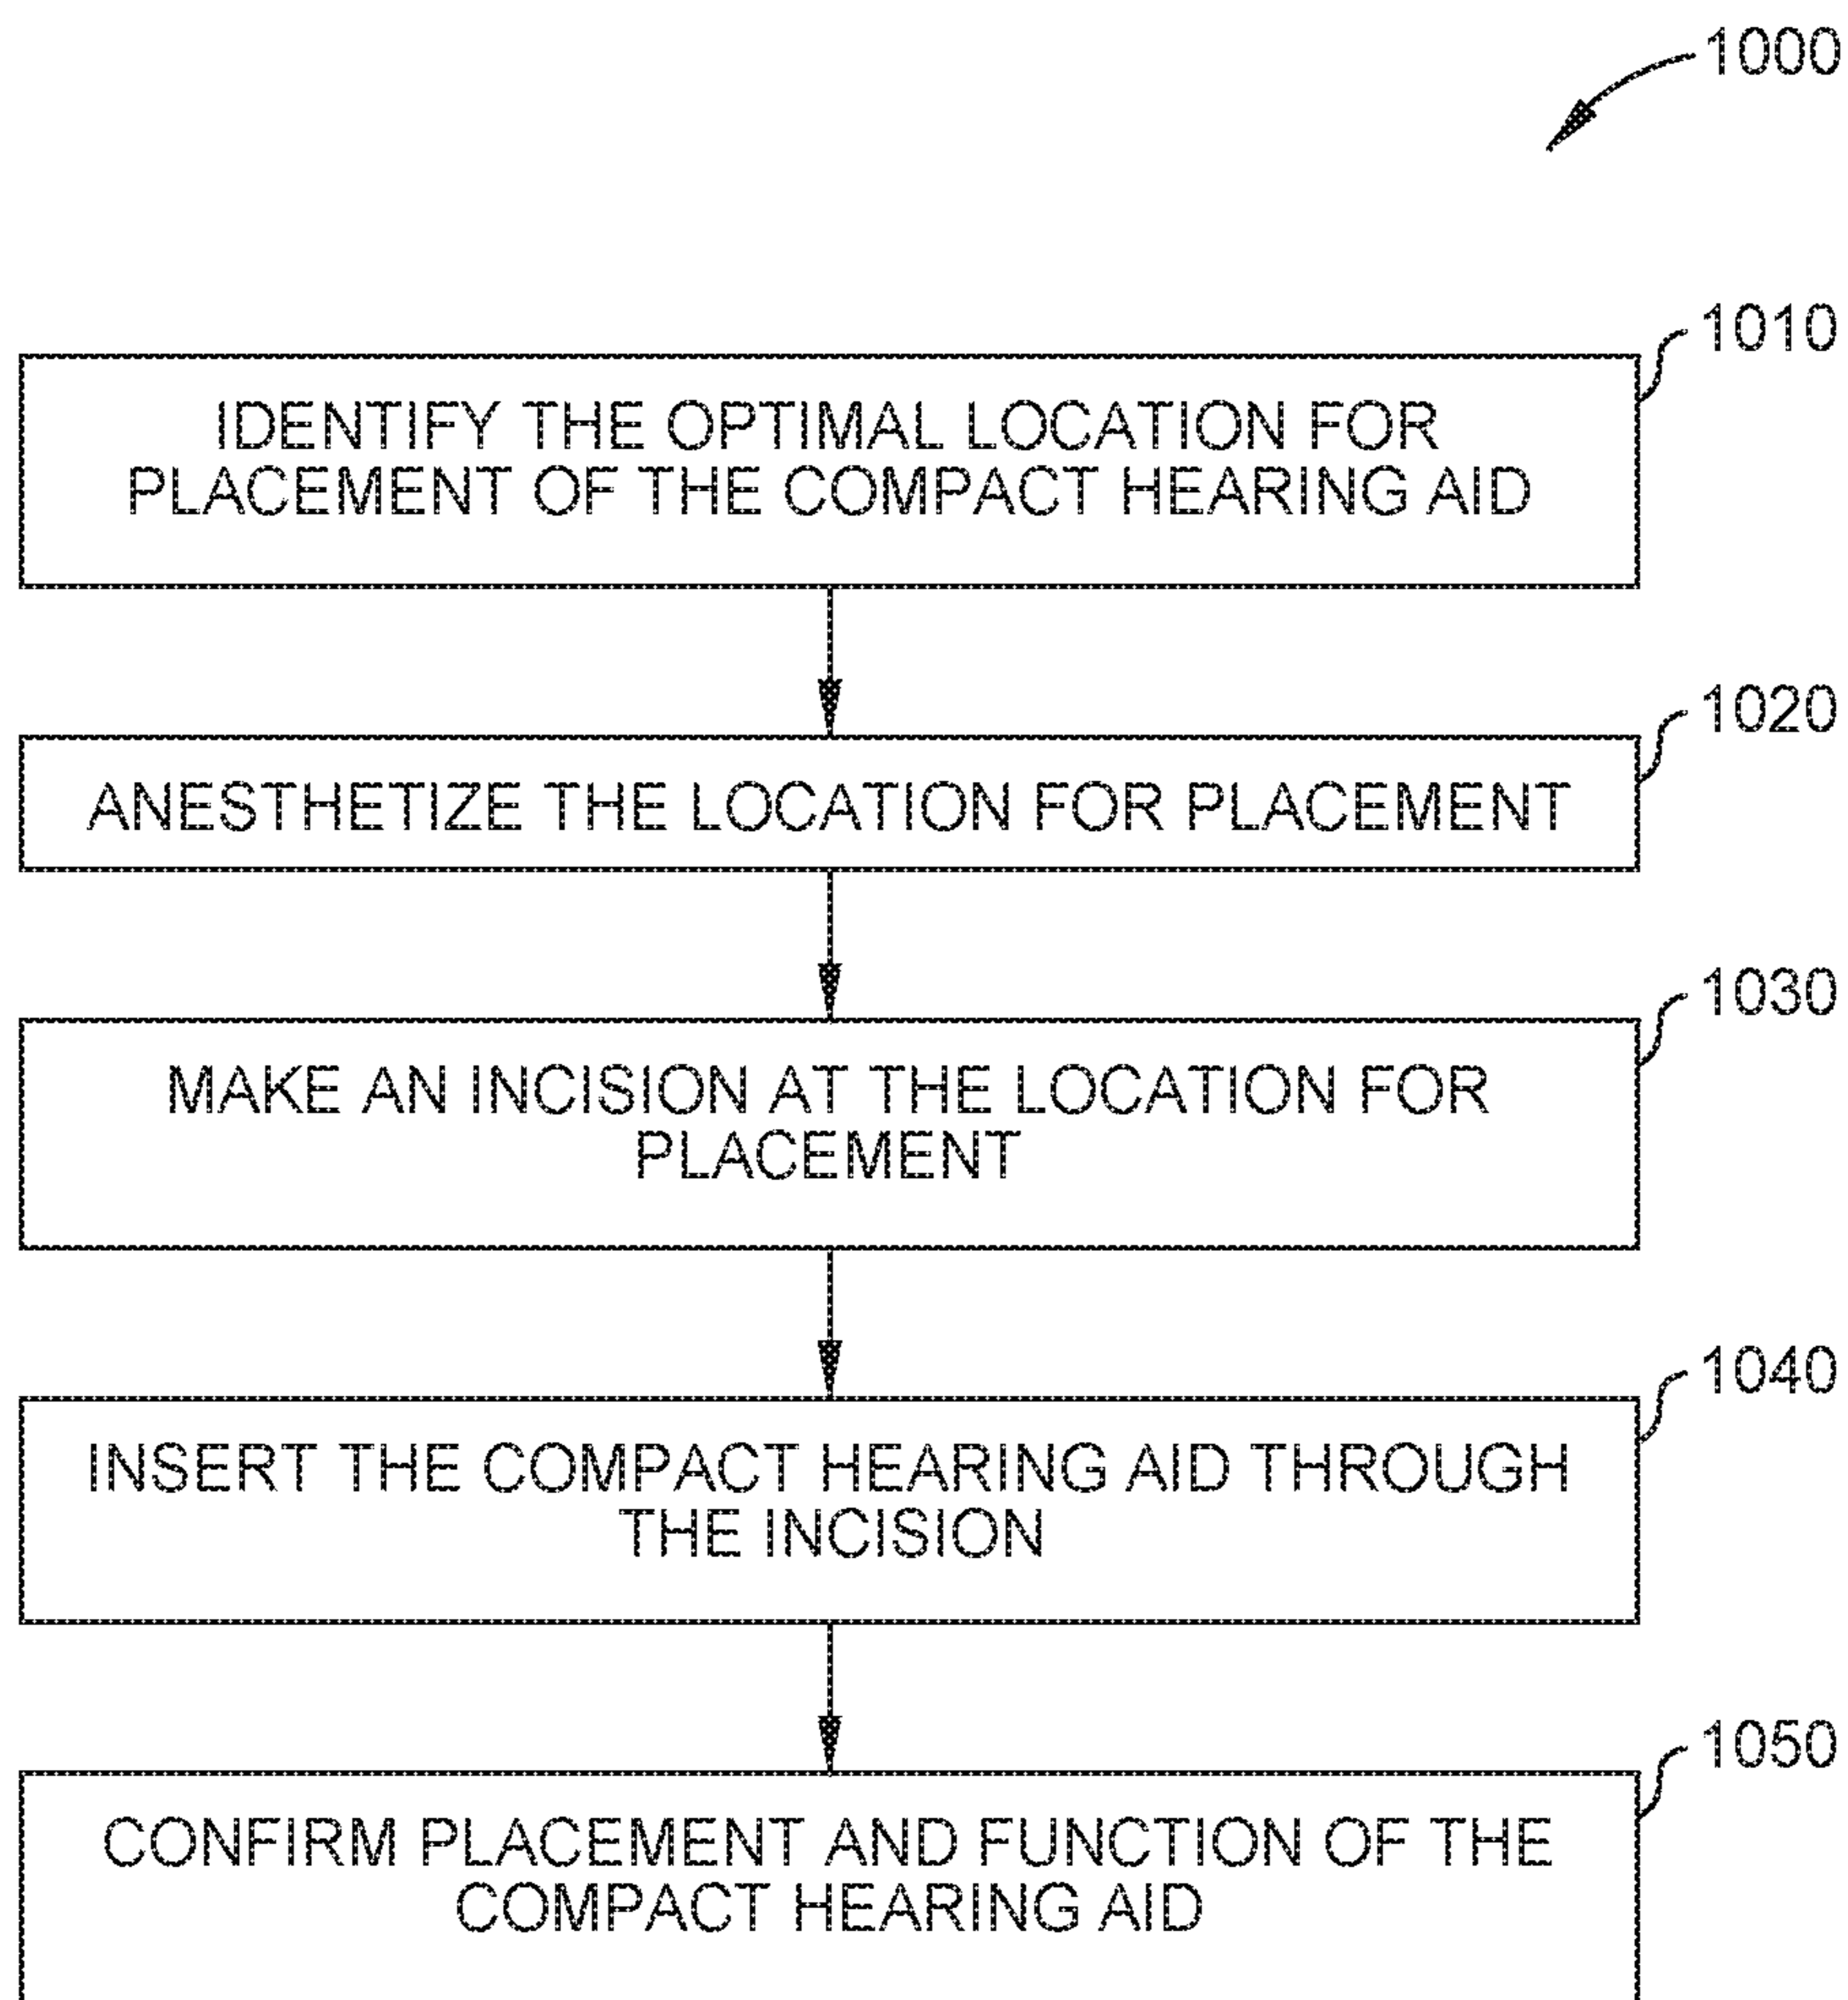 1000
1010
IDENTIFY THE OPTIMAL LOCATION FOR
PLACEMENT OF THE COMPACT HEARING AID
1020
ANESTHETIZE THE LOCATION FOR PLACEMENT
1030
MAKE AN INCISION AT THE LOCATION FOR
PLACEMENT
1040
INSERT THE COMPACT HEARING AID THROUGH
THE INCISION
1050
CONFIRM PLACEMENT AND FUNCTION OF THE
COMPACT HEARING AID